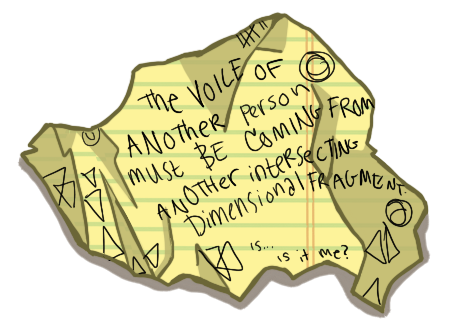 the VOICE OF
ANOTHER Person
must BE COMING FROM
ANOTHER intERSECTING
Dimensional FRAGMENT.
is...
is it me?